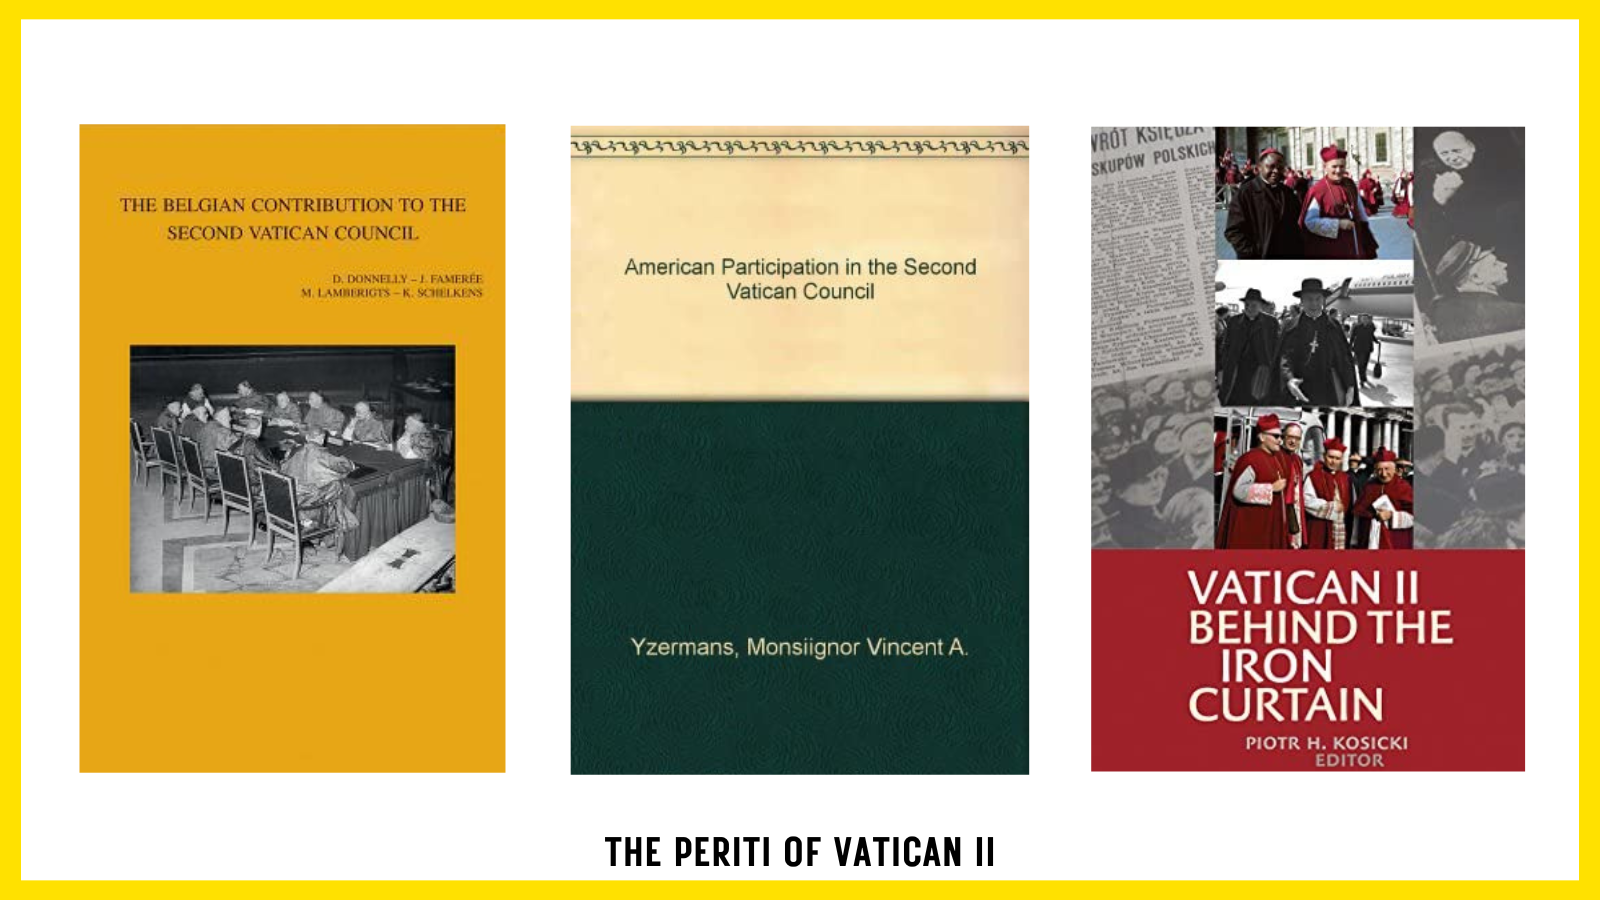 THE BELGIAN CONTRIBUTION TO THE
SECOND VATICAN COUNCIL
D. DONNELLY – J. FAMERÉE
M. LAMBERIGTS – K. SCHELKENS
American Participation in the Second
Vatican Council
Yzermans, Monsiignor Vincent A.
WRÓT KSIĘDZA
SKUPÓW POLSKICH
VATICAN II
BEHIND THE
IRON
CURTAIN
PIOTR H. KOSICKI
EDITOR
THE PERITI OF VATICAN II